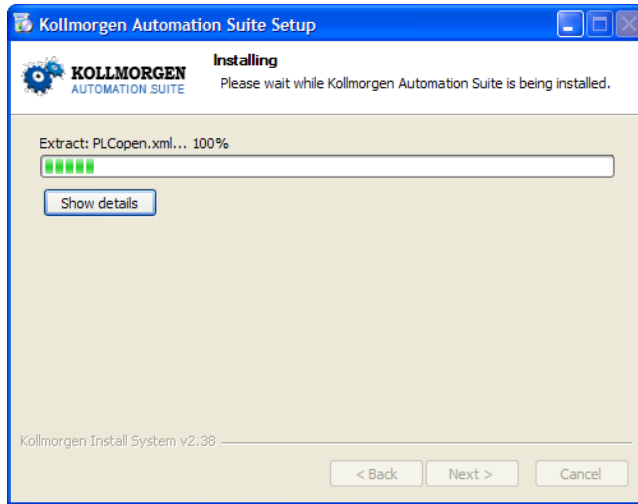 Kollmorgen Automation Suite Setup
KOLLMORGEN
AUTOMATION SUITE
Installing
Please wait while Kollmorgen Automation Suite is being installed.
Extract: PLCopen.xml... 100%
Show details
Kollmorgen Install System v2.38
< Back Next > Cancel